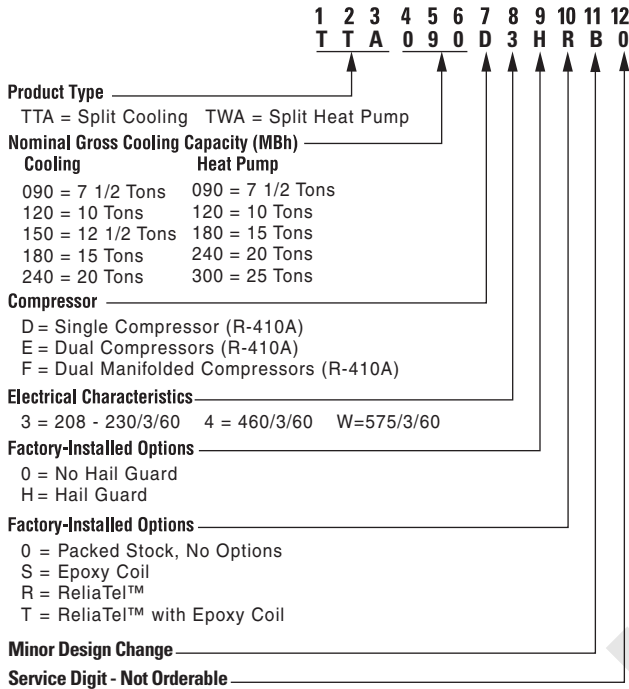 1 2 3 4 5 6 7 8 9 10 11 12
T T A 0 9 0 D 3 H R B 0
Product Type
TTA = Split Cooling TWA = Split Heat Pump
Nominal Gross Cooling Capacity (MBh)
Cooling Heat Pump
090 = 7 1/2 Tons 090 = 7 1/2 Tons
120 = 10 Tons 120 = 10 Tons
150 = 12 1/2 Tons 180 = 15 Tons
180 = 15 Tons 240 = 20 Tons
240 = 20 Tons 300 = 25 Tons
Compressor
D = Single Compressor (R-410A)
E = Dual Compressors (R-410A)
F = Dual Manifolded Compressors (R-410A)
Electrical Characteristics
3 = 208 - 230/3/60 4 = 460/3/60 W=575/3/60
Factory-Installed Options
0 = No Hail Guard
H = Hail Guard
Factory-Installed Options
0 = Packed Stock, No Options
S = Epoxy Coil
R = ReliaTel™
T = ReliaTel™ with Epoxy Coil
Minor Design Change
Service Digit - Not Orderable